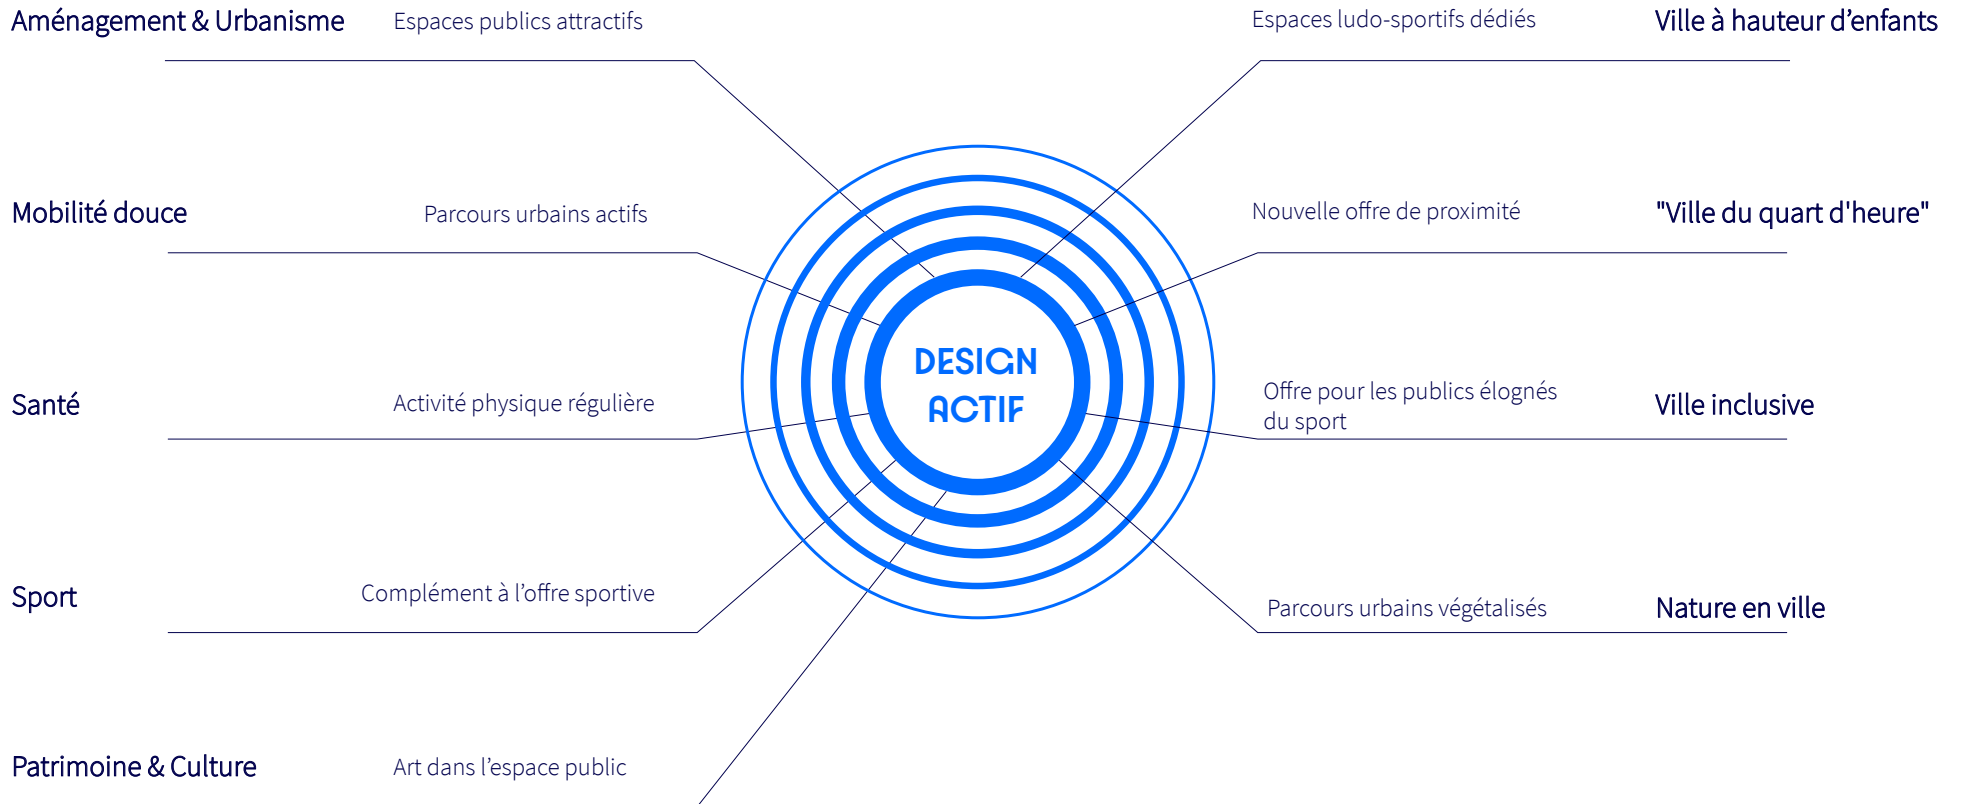 Aménagement & Urbanisme
Espaces publics attractifs
Mobilité douce
Parcours urbains actifs
Santé
Activité physique régulière
Sport
Complément à l’offre sportive
Patrimoine & Culture
Art dans l’espace public
DESIGN
ACTIF
Espaces ludo-sportifs dédiés
Ville à hauteur d’enfants
Nouvelle offre de proximité
"Ville du quart d'heure"
Offre pour les publics élognés
du sport
Ville inclusive
Parcours urbains végétalisés
Nature en ville